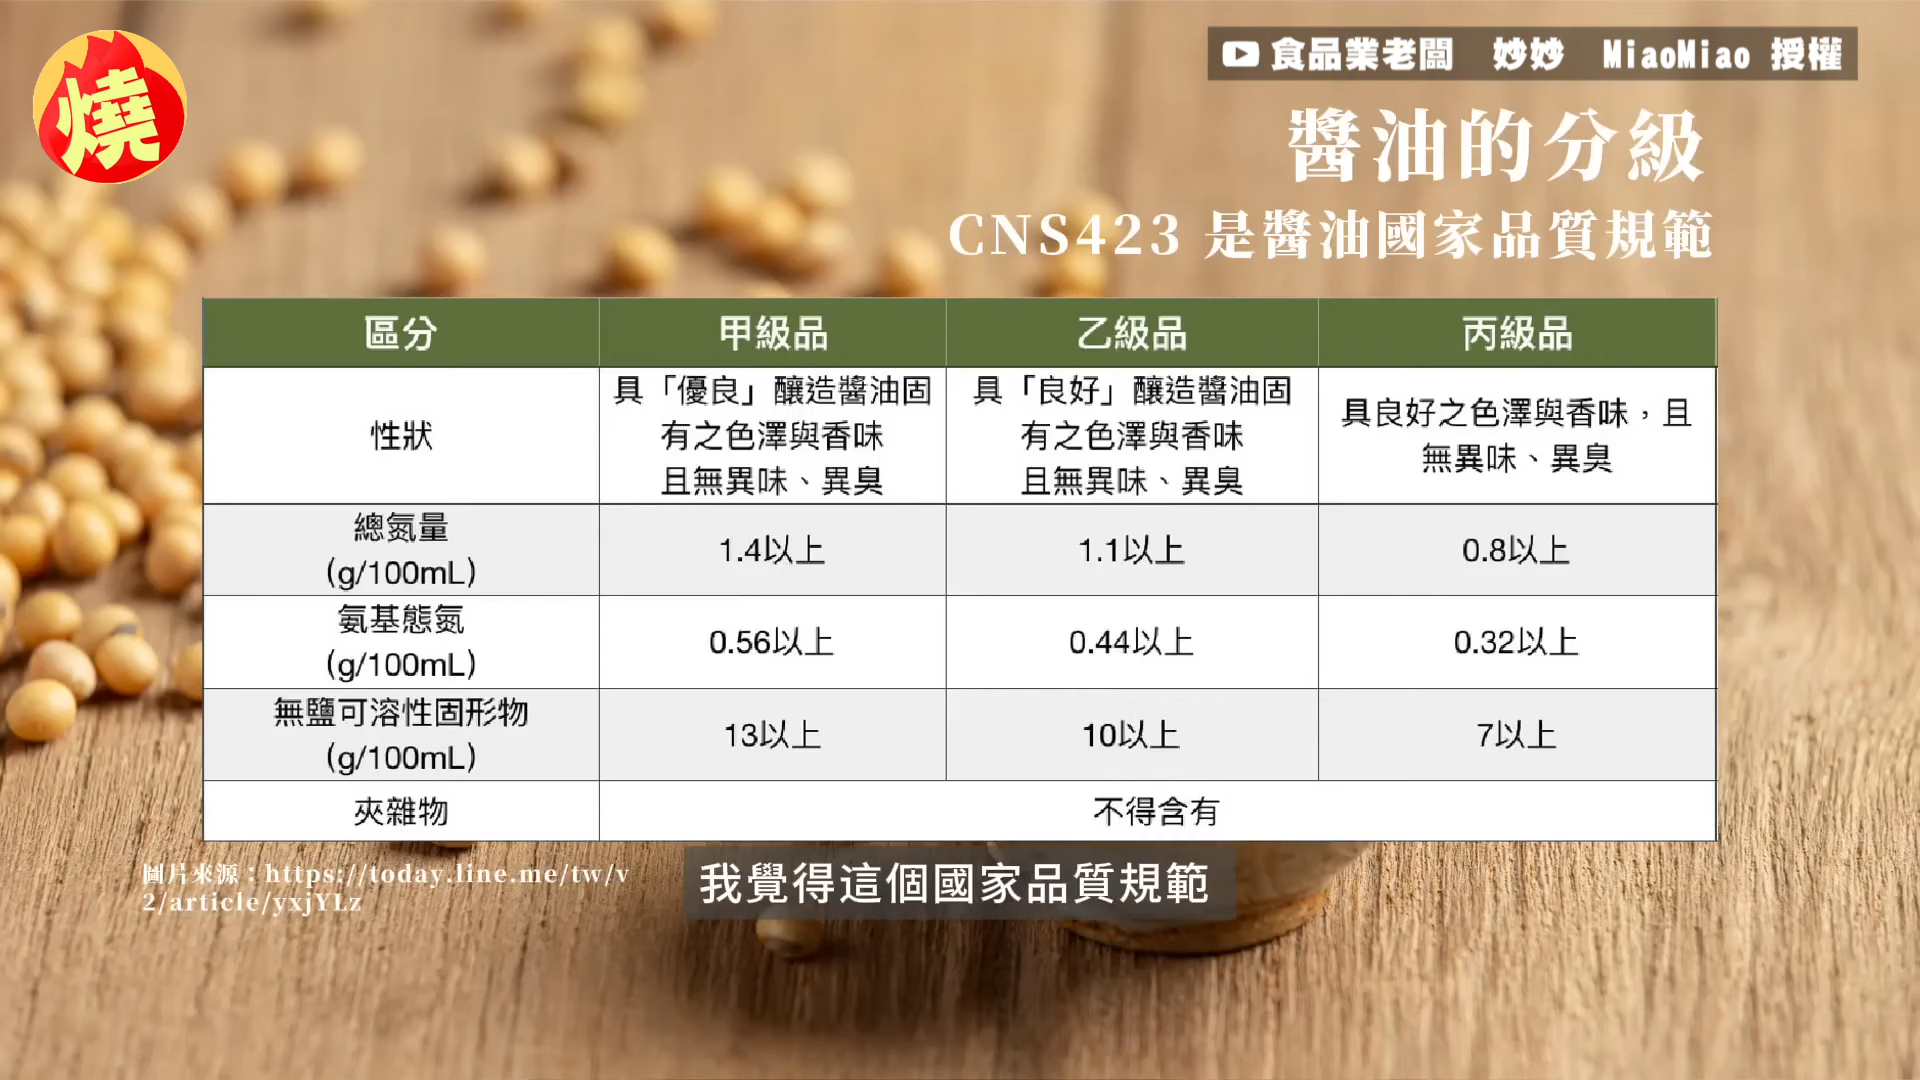 燒
食品業老闆 妙妙 MiaoMiao 授權
醬油的分級
CNS423 是醬油國家品質規範
區分 甲級品 乙級品 丙級品
性狀
具「優良」釀造醬油固
有之色澤與香味
且無異味、異臭
具「良好」釀造醬油固
有之色澤與香味
且無異味、異臭
具良好之色澤與香味，且
無異味、異臭
總氮量
(g/100mL)
1.4以上 1.1以上 0.8以上
氨基態氮
(g/100mL)
0.56以上 0.44以上 0.32以上
無鹽可溶性固形物
(g/100mL)
13以上 10以上 7以上
夾雜物 不得含有
圖片來源：https://today.line.me/tw/v
2/article/yxjYLz
我覺得這個國家品質規範